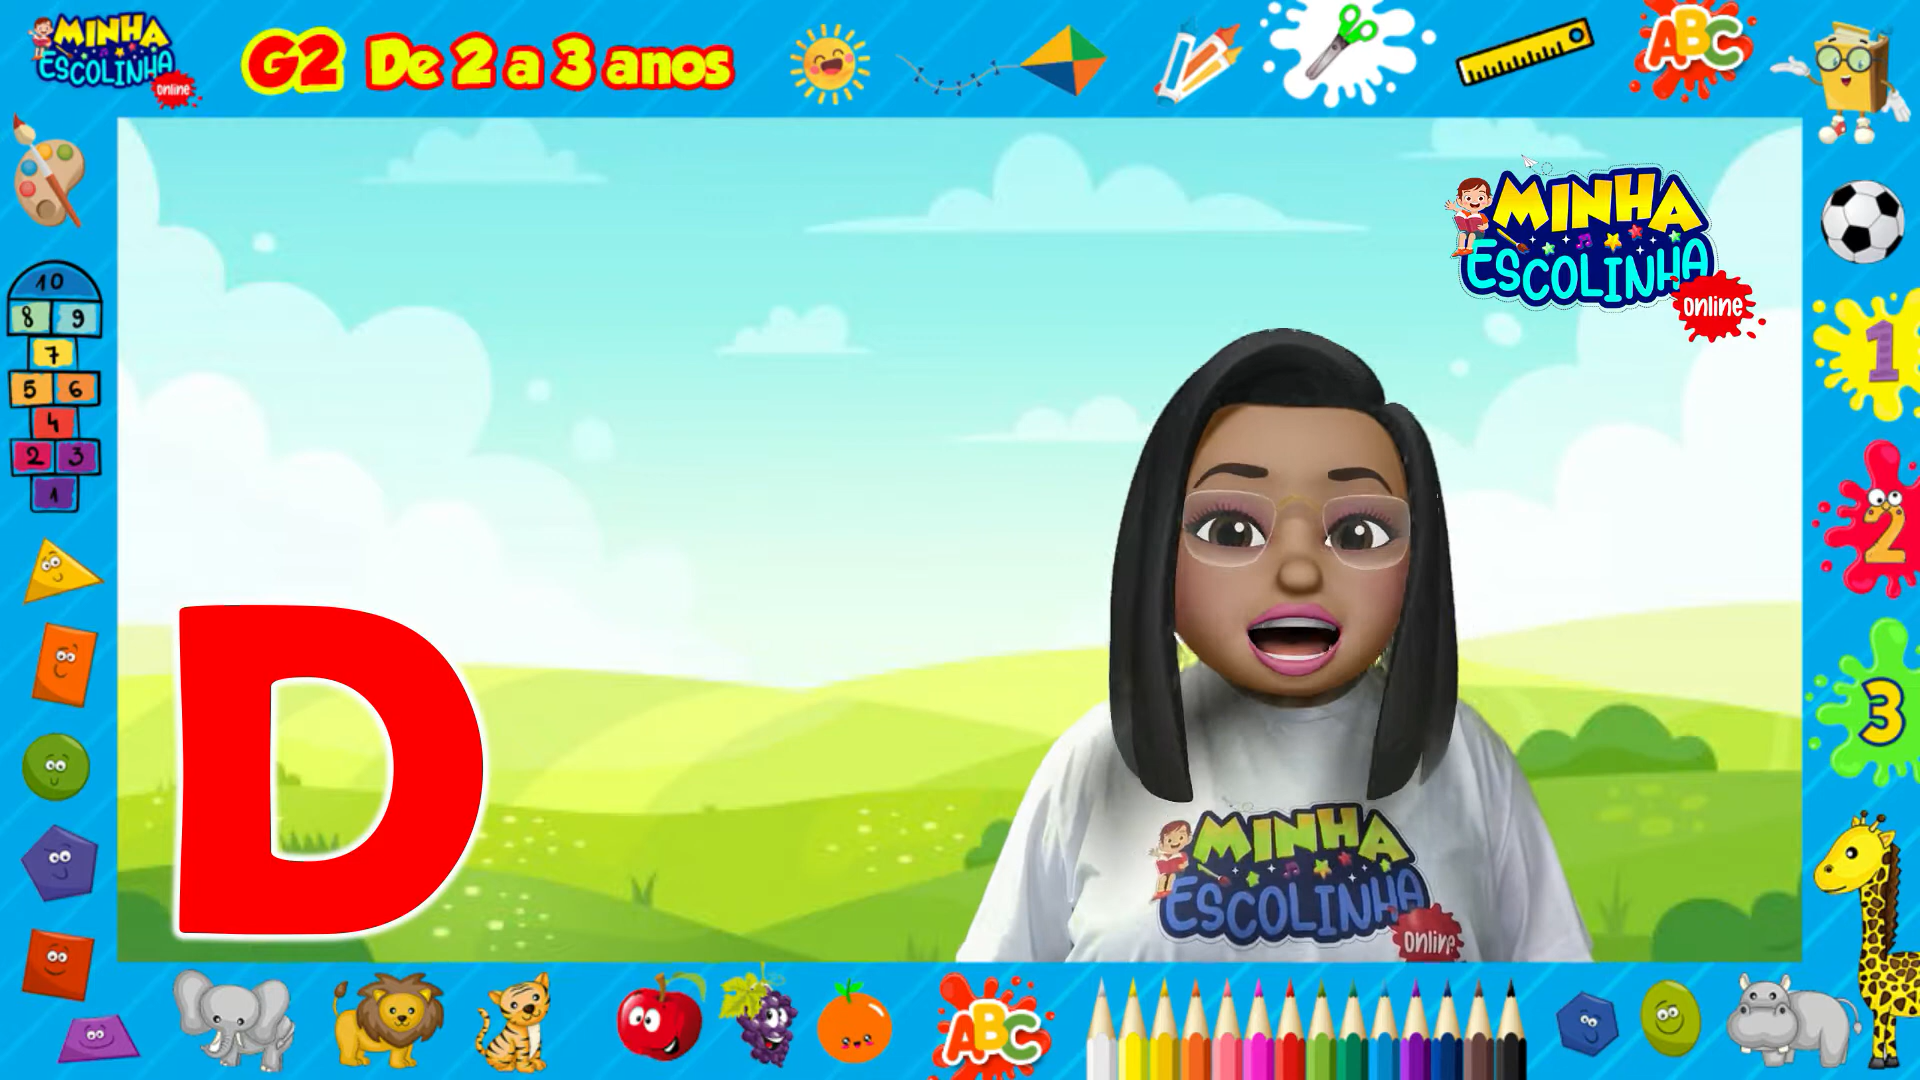 MINHA
ESCOLINHA
online
G2 De 2 a 3 anos
ABC
10
8 9
7
5 6
4
2 3
1
MINHA
ESCOLINHA
online
1
2
3
D
MINHA
ESCOLINHA
online
ABC